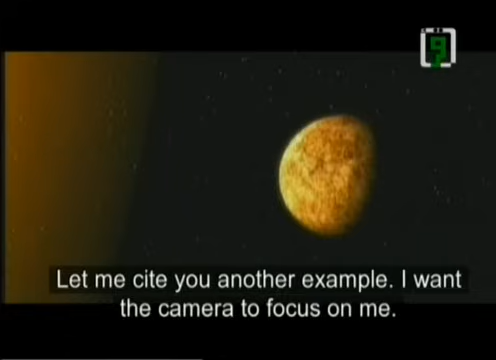 Let me cite you another example. I want
the camera to focus on me.